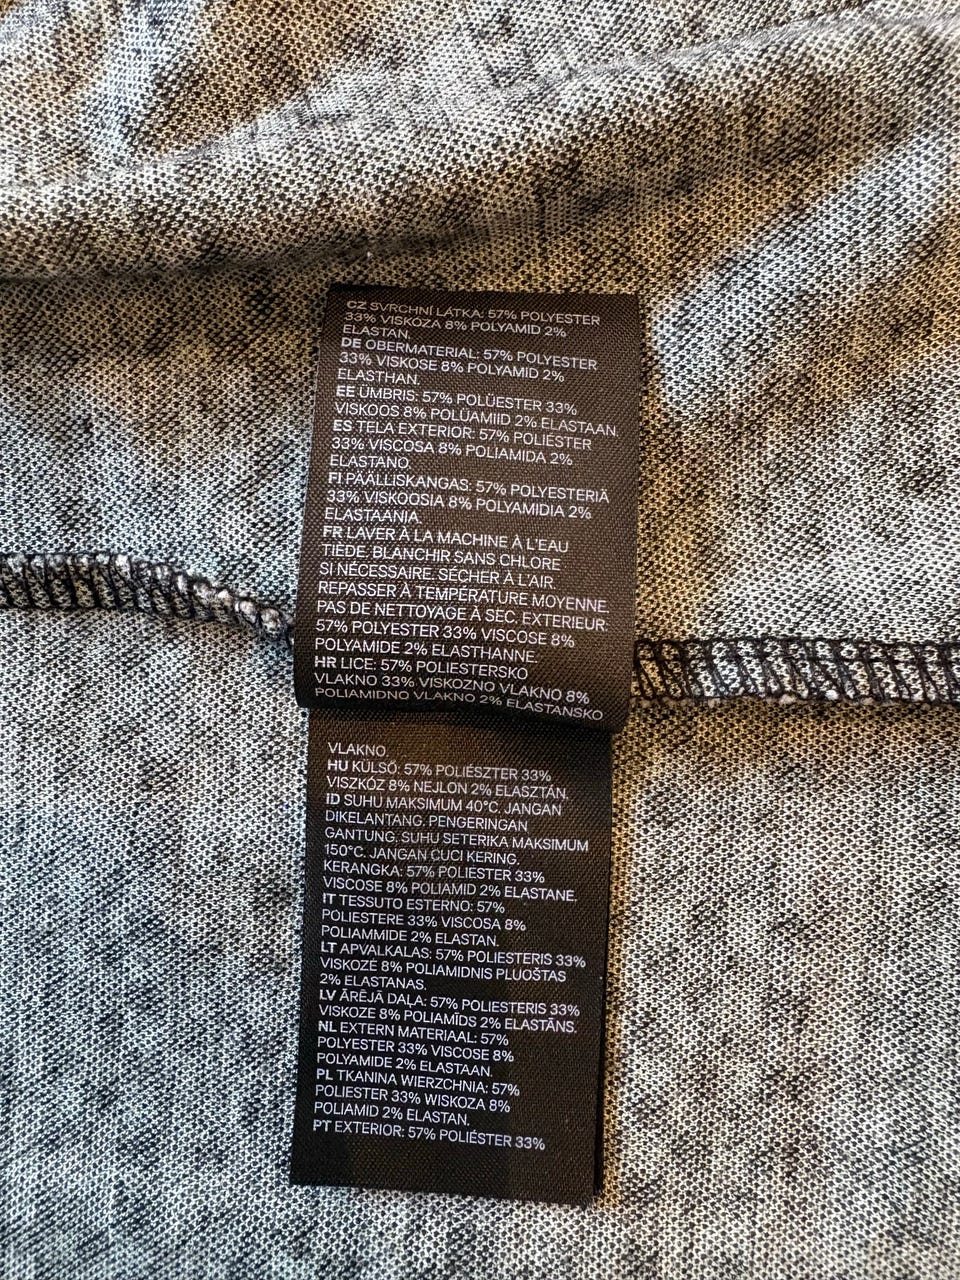 CZ SVRCHNÍ LÁTKA: 57% POLYESTER
33% VISKÓZA 8% POLYAMID 2%
ELASTAN.
DE OBERMATERIAL: 57% POLYESTER
33% VISKOSE 8% POLYAMID 2%
ELASTHAN.
EE ÜMBRIS: 57% POLÜESTER 33%
VISKOOS 8% POLÜAMIID 2% ELASTAAN.
ES TELA EXTERIOR: 57% POLIÉSTER
33% VISCOSA 8% POLIAMIDA 2%
ELASTANO.
FI PÄÄLLISKANGAS: 57% POLYESTERIÄ
33% VISKOOSIA 8% POLYAMIDIA 2%
ELASTAANIA.
FR LAVER À LA MACHINE À L'EAU
TIÈDE. BLANCHIR SANS CHLORE
SI NÉCESSAIRE. SÉCHER À L'AIR
REPASSER À TEMPÉRATURE MOYENNE.
PAS DE NETTOYAGE À SEC. EXTERIEUR:
57% POLYESTER 33% VISCOSE 8%
POLYAMIDE 2% ELASTHANNE.
HR LICE: 57% POLIESTERSKO
VLAKNO 33% VISKOZNO VLAKNO 8%
POLIAMIDNO VLAKNO 2% ELASTANSKO
VLAKNO.
HU KÜLSŐ: 57% POLIÉSZTER 33%
VISZKÓZ 8% NEJLON 2% ELASZTÁN.
ID SUHU MAKSIMUM 40°C. JANGAN
DIKELANTANG. PENGERINGAN
GANTUNG. SUHU SETERIKA MAKSIMUM
150°C. JANGAN CUCI KERING.
KERANGKA: 57% POLIESTER 33%
VISCOSE 8% POLIAMID 2% ELASTANE.
IT TESSUTO ESTERNO: 57%
POLIESTERE 33% VISCOSA 8%
POLIAMMIDE 2% ELASTAN.
LT APVALKALAS: 57% POLIESTERIS 33%
VISKOZĖ 8% POLIAMIDNIS PLUOŠTAS
2% ELASTANAS.
LV ĀRĒJĀ DAĻA: 57% POLIESTERIS 33%
VISKOZE 8% POLIAMĪDS 2% ELASTĀNS.
NL EXTERN MATERIAAL: 57%
POLYESTER 33% VISCOSE 8%
POLYAMIDE 2% ELASTAAN.
PL TKANINA WIERZCHNIA: 57%
POLIESTER 33% WISKOZA 8%
POLIAMID 2% ELASTAN.
PT EXTERIOR: 57% POLIÉSTER 33%